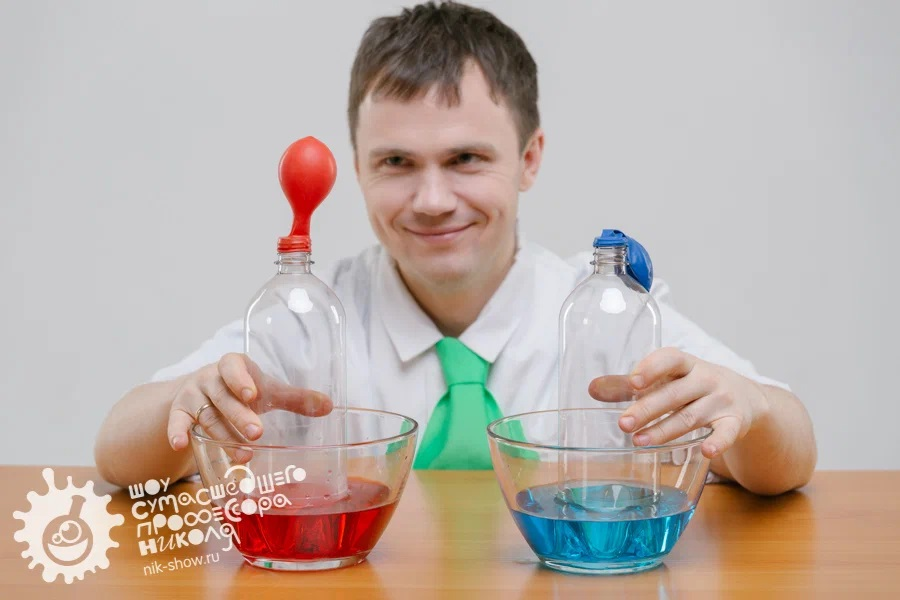 шоу
сумасшедшего
профессора
николя
nik-show.ru